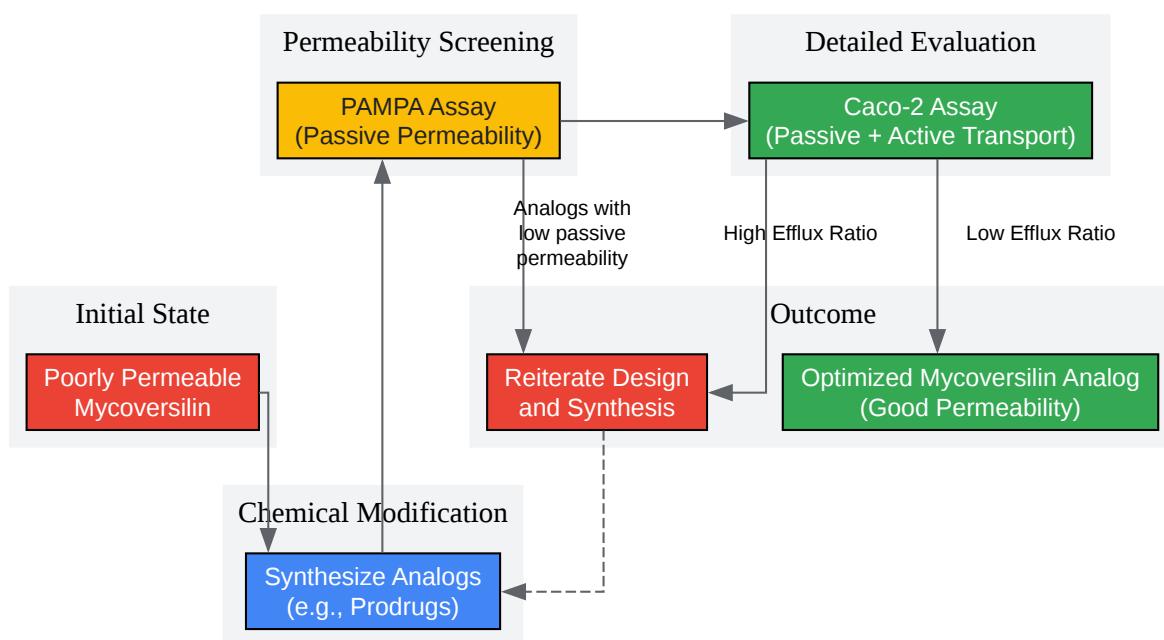 Permeability Screening
PAMPA Assay
(Passive Permeability)
Detailed Evaluation
Caco-2 Assay
(Passive + Active Transport)
Analogs with
low passive
permeability
High Efflux Ratio
Low Efflux Ratio
Initial State
Poorly Permeable
Mycoversilin
Outcome
Reiterate Design
and Synthesis
Optimized Mycoversilin Analog
(Good Permeability)
Chemical Modification
Synthesize Analogs
(e.g., Prodrugs)